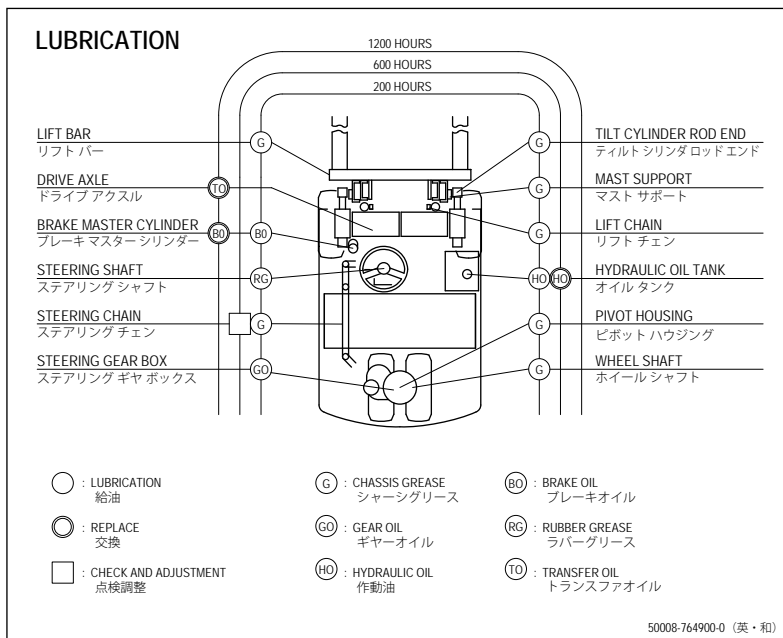 LUBRICATION
1200 HOURS
600 HOURS
200 HOURS
LIFT BAR
リフト バー
G
DRIVE AXLE
ドライブ アクスル
TO
BRAKE MASTER CYLINDER
ブレーキ マスター シリンダー
BO BO
STEERING SHAFT
ステアリング シャフト
RG
STEERING CHAIN
ステアリング チェン
G
STEERING GEAR BOX
ステアリング ギヤ ボックス
GO
G
TILT CYLINDER ROD END
ティルト シリンダ ロッド エンド
G
MAST SUPPORT
マスト サポート
G
LIFT CHAIN
リフト チェン
HO HO
HYDRAULIC OIL TANK
オイル タンク
G
PIVOT HOUSING
ピボット ハウジング
G
WHEEL SHAFT
ホイール シャフト
: LUBRICATION
給油
: REPLACE
交換
: CHECK AND ADJUSTMENT
点検調整
G : CHASSIS GREASE
シャーシグリース
GO : GEAR OIL
ギヤーオイル
HO : HYDRAULIC OIL
作動油
BO : BRAKE OIL
ブレーキオイル
RG : RUBBER GREASE
ラバーグリース
TO : TRANSFER OIL
トランスファオイル
50008-764900-0 (英・和)